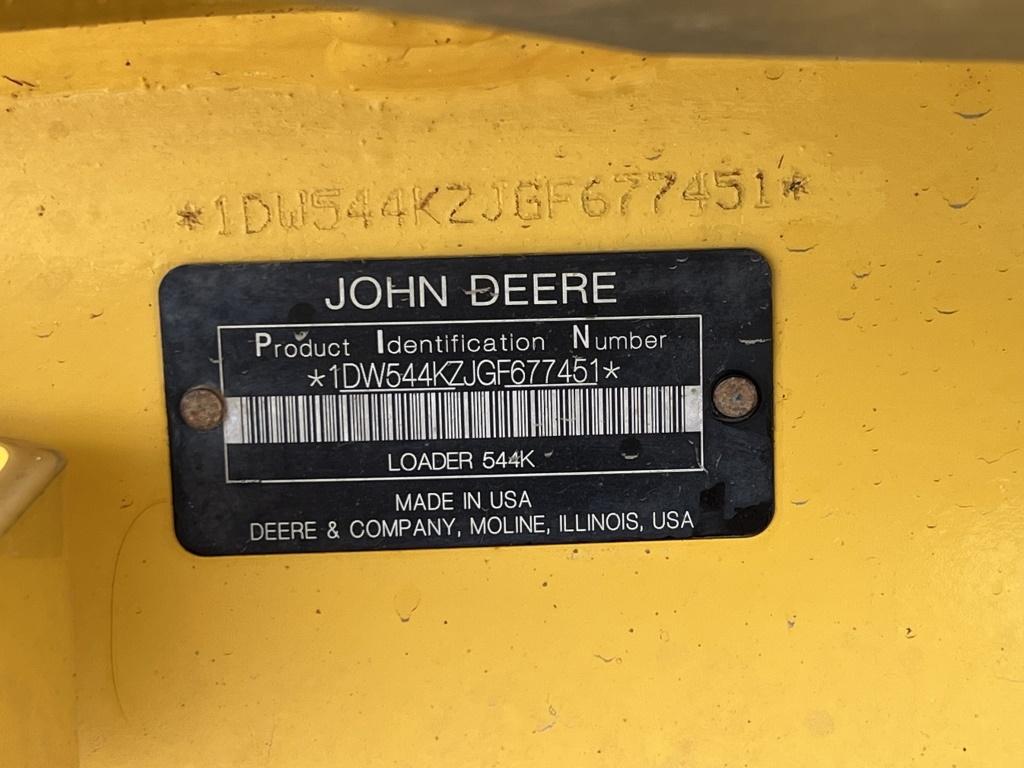 *1DW544KZJGF677451*
JOHN DEERE
Product Identification Number
*1DW544KZJGF677451*
LOADER 544K
MADE IN USA
DEERE & COMPANY, MOLINE, ILLINOIS, USA